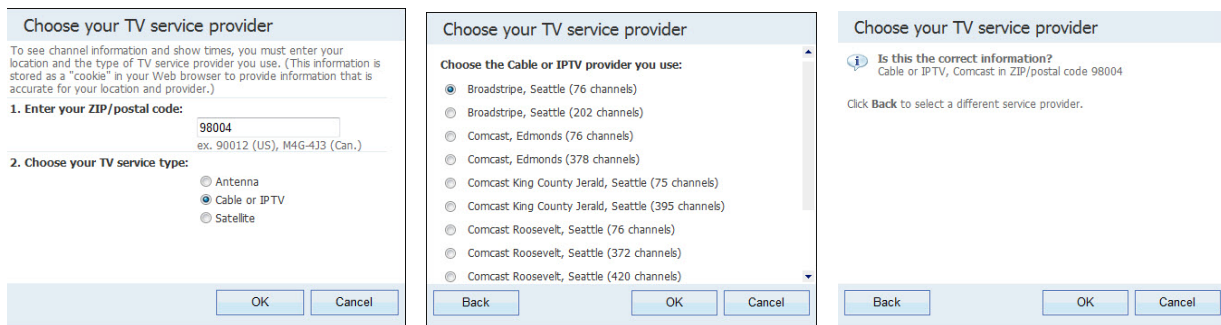 Choose your TV service provider
To see channel information and show times, you must enter your
location and the type of TV service provider you use. (This information is
stored as a "cookie" in your Web browser to provide information that is
accurate for your location and provider.)
1. Enter your ZIP/postal code:
98004
ex. 90012 (US), M4G-4J3 (Can.)
2. Choose your TV service type:
Antenna
Cable or IPTV
Satellite
OK Cancel
Choose your TV service provider
Choose the Cable or IPTV provider you use:
Broadstripe, Seattle (76 channels)
Broadstripe, Seattle (202 channels)
Comcast, Edmonds (76 channels)
Comcast, Edmonds (378 channels)
Comcast King County Jerald, Seattle (75 channels)
Comcast King County Jerald, Seattle (395 channels)
Comcast Roosevelt, Seattle (76 channels)
Comcast Roosevelt, Seattle (372 channels)
Comcast Roosevelt, Seattle (420 channels)
Back OK Cancel
Choose your TV service provider
Is this the correct information?
Cable or IPTV, Comcast in ZIP/postal code 98004
Click Back to select a different service provider.
Back OK Cancel